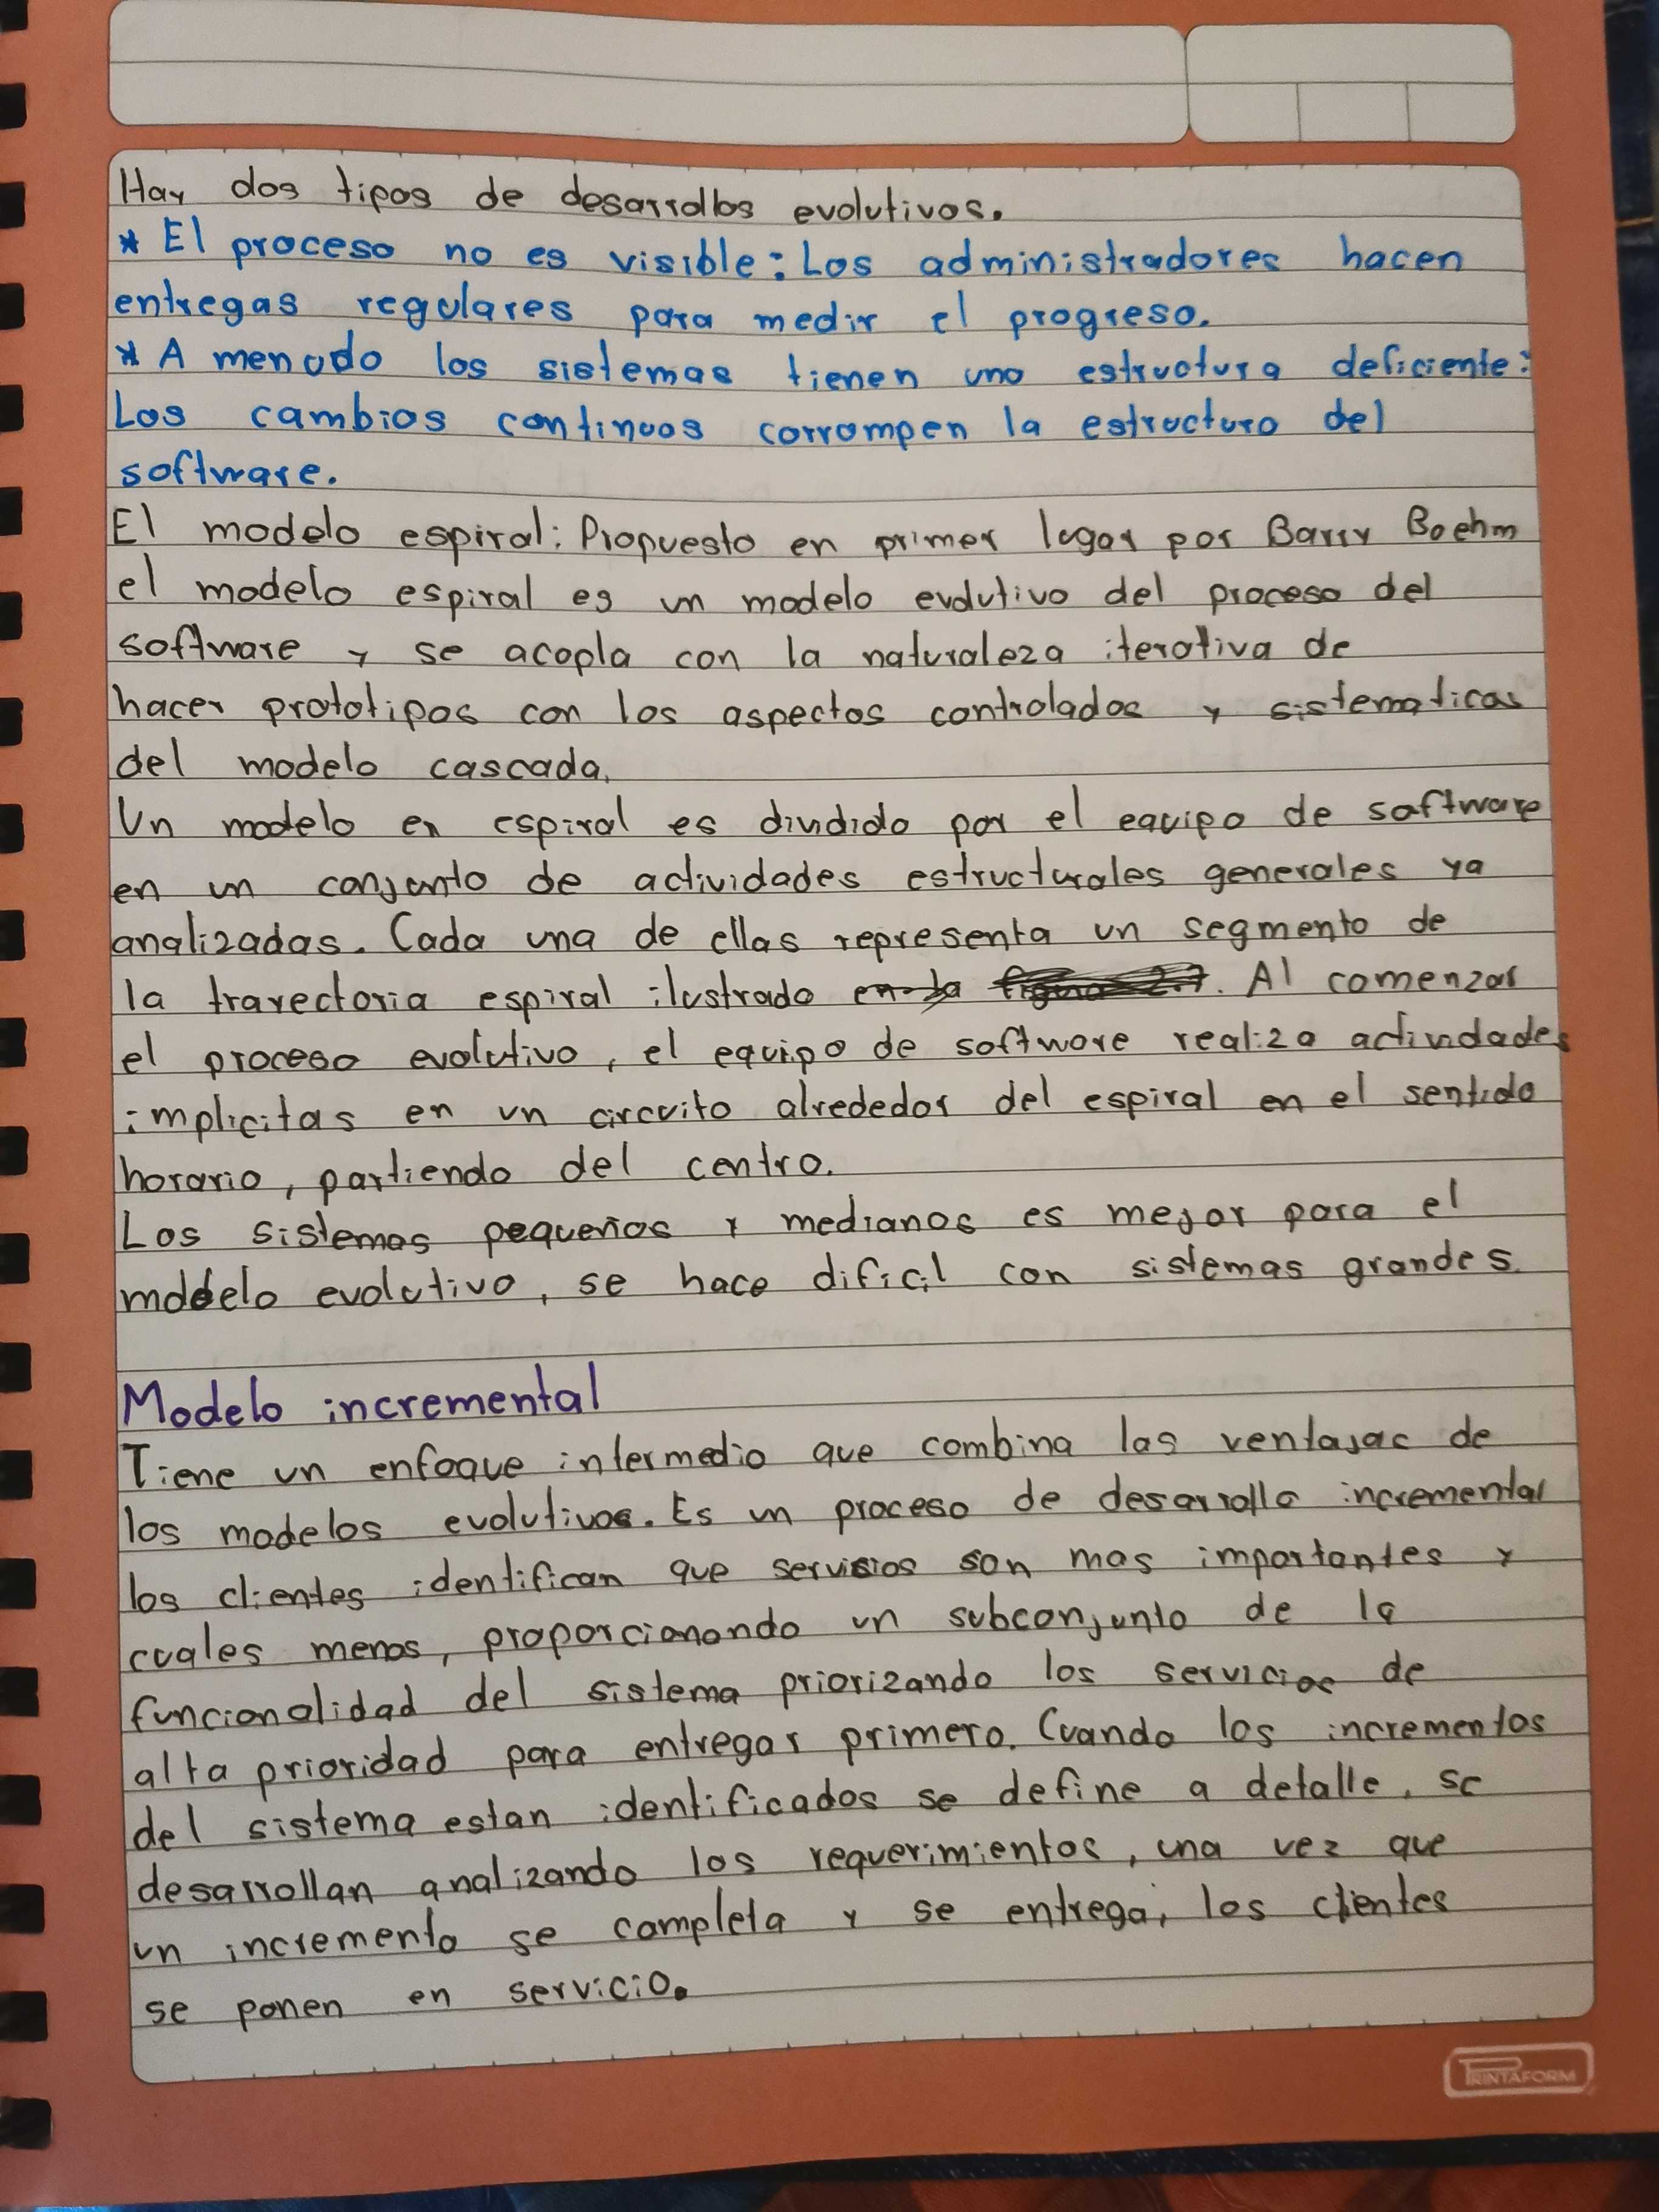 Hay dos tipos de desarrollos evolutivos.
* El proceso no es visible: Los administradores hacen
entregas regulares para medir el progreso.
* A menudo los sistemas tienen una estructura deficiente:
Los cambios continuos corrompen la estructura del
software.
El modelo espiral: Propuesto en primer lugar por Barry Boehm
el modelo espiral es un modelo evolutivo del proceso del
software y se acopla con la naturaleza iterativa de
hacer prototipos con los aspectos controlados y sistematicas
del modelo cascada.
Un modelo en espiral es dividido por el equipo de software
en un conjunto de actividades estructurales generales ya
analizadas. Cada una de ellas representa un segmento de
la trayectoria espiral ilustrado en la figura 2.7. Al comenzar
el proceso evolutivo, el equipo de software realiza actividades
implicitas en un circuito alrededor del espiral en el sentido
horario, partiendo del centro.
Los sistemas pequeños y medianos es mejor para el
modelo evolutivo, se hace dificil con sistemas grandes.
Modelo incremental
Tiene un enfoque intermedio que combina las ventajas de
los modelos evolutivos. Es un proceso de desarrollo incremental
los clientes identifican que servisios son mas importantes y
cuales menos, proporcionando un subconjunto de la
funcionalidad del sistema priorizando los servicios de
alta prioridad para entregar primero. Cuando los incrementos
del sistema estan identificados se define a detalle, se
desarrollan analizando los requerimientos, una vez que
un incremento se completa y se entrega, los clientes
se ponen en servicio.
PRINTAFORM